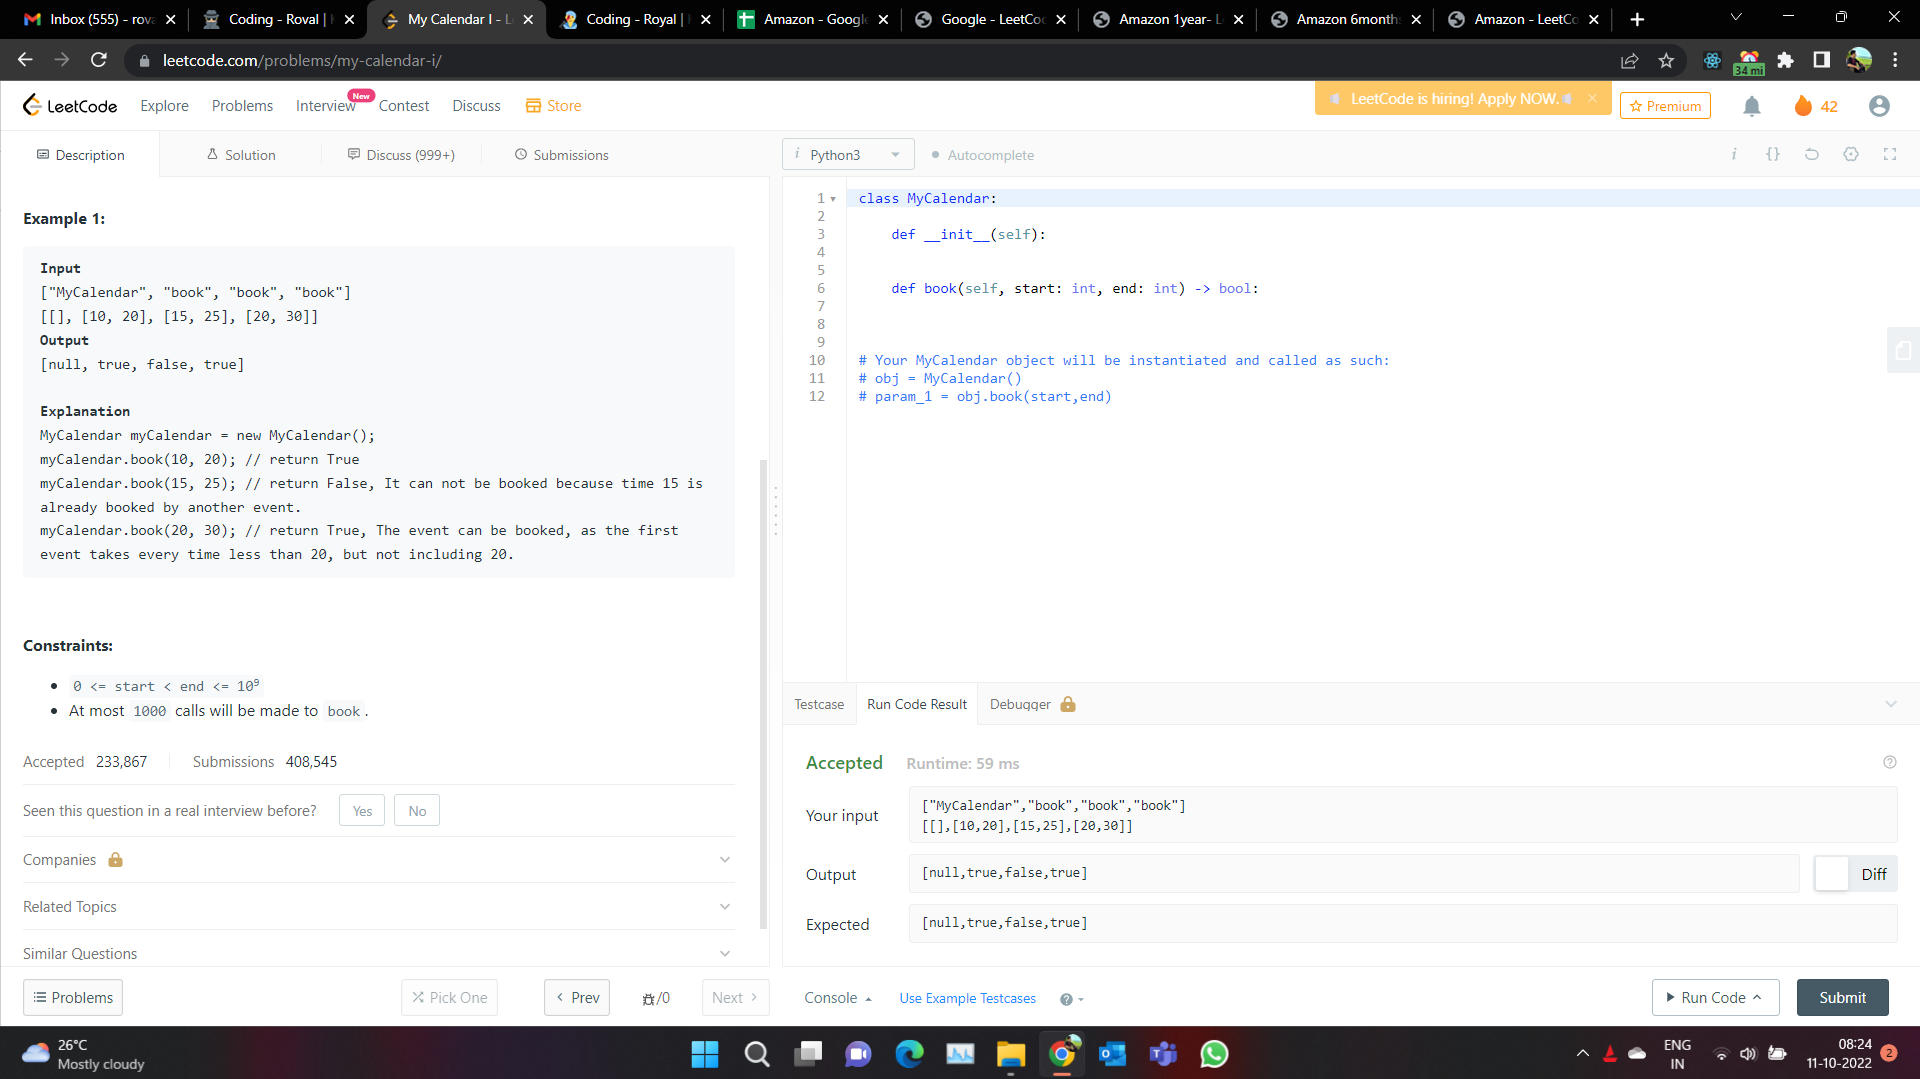 Inbox (555) - rova
Coding - Royal |
My Calendar I - L
Coding - Royal |
Amazon - Google
Google - LeetCo
Amazon 1year- L
Amazon 6month
Amazon - LeetCo
leetcode.com/problems/my-calendar-i/
34 mi
LeetCode
Explore
Problems
Interview
New
Contest
Discuss
Store
LeetCode is hiring! Apply NOW.
Premium
42
Description
Solution
Discuss (999+)
Submissions
i Python3
Autocomplete
Example 1:
Input
["MyCalendar", "book", "book", "book"]
[[], [10, 20], [15, 25], [20, 30]]
Output
[null, true, false, true]
Explanation
MyCalendar myCalendar = new MyCalendar();
myCalendar.book(10, 20); // return True
myCalendar.book(15, 25); // return False, It can not be booked because time 15 is
already booked by another event.
myCalendar.book(20, 30); // return True, The event can be booked, as the first
event takes every time less than 20, but not including 20.
Constraints:
0 <= start < end <= 10⁹
At most 1000 calls will be made to book.
Accepted 233,867 Submissions 408,545
Seen this question in a real interview before? Yes No
Companies
Related Topics
Similar Questions
Problems
Pick One
Prev
/0
Next
1 class MyCalendar:
2
3     def __init__(self):
4
5
6     def book(self, start: int, end: int) -> bool:
7
8
9
10 # Your MyCalendar object will be instantiated and called as such:
11 # obj = MyCalendar()
12 # param_1 = obj.book(start,end)
Testcase
Run Code Result
Debugger
Accepted Runtime: 59 ms
Your input
["MyCalendar","book","book","book"]
[[],[10,20],[15,25],[20,30]]
Output
[null,true,false,true]
Diff
Expected
[null,true,false,true]
Console
Use Example Testcases
Run Code
Submit
26°C
Mostly cloudy
ENG
IN
08:24
11-10-2022
2